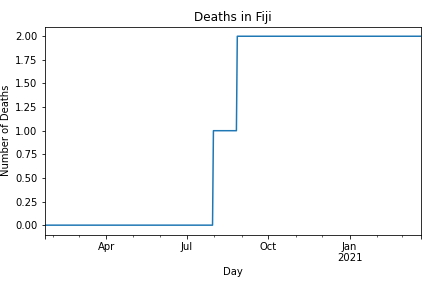 Deaths in Fiji
2.00
1.75
1.50
1.25
1.00
0.75
0.50
0.25
0.00
Number of Deaths
Apr
Jul
Oct
Jan
2021
Day